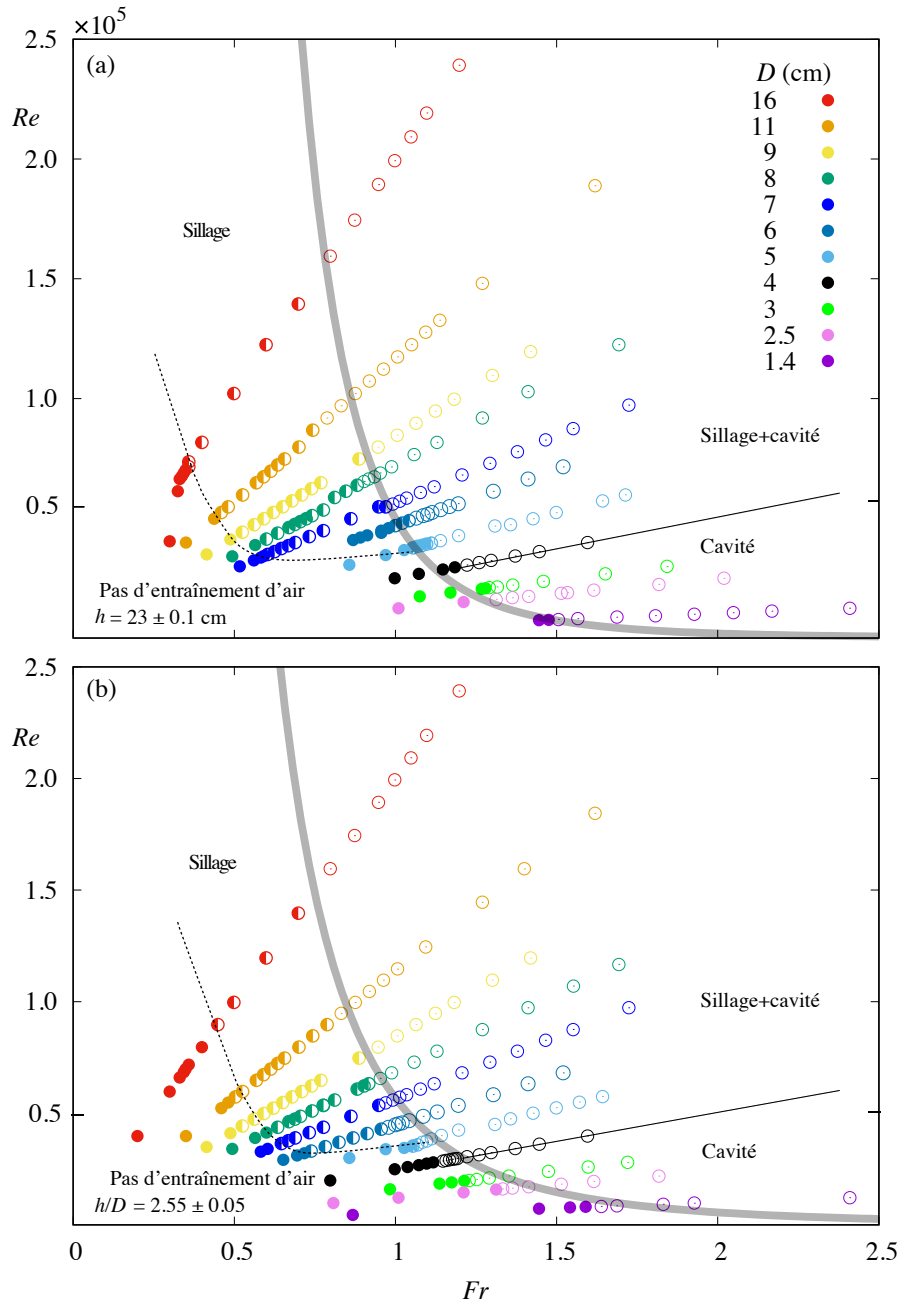 ×10⁵
2.5
(a)
D (cm)
16
11
9
8
7
6
5
4
3
2.5
1.4
Re
2.0
Sillage
1.5
1.0
Sillage+cavité
0.5
Cavité
Pas d’entraînement d’air
h = 23 ± 0.1 cm
2.5
(b)
Re
2.0
Sillage
1.5
1.0
Sillage+cavité
0.5
Cavité
Pas d’entraînement d’air
h/D = 2.55 ± 0.05
0
0.5
1
1.5
2
2.5
Fr